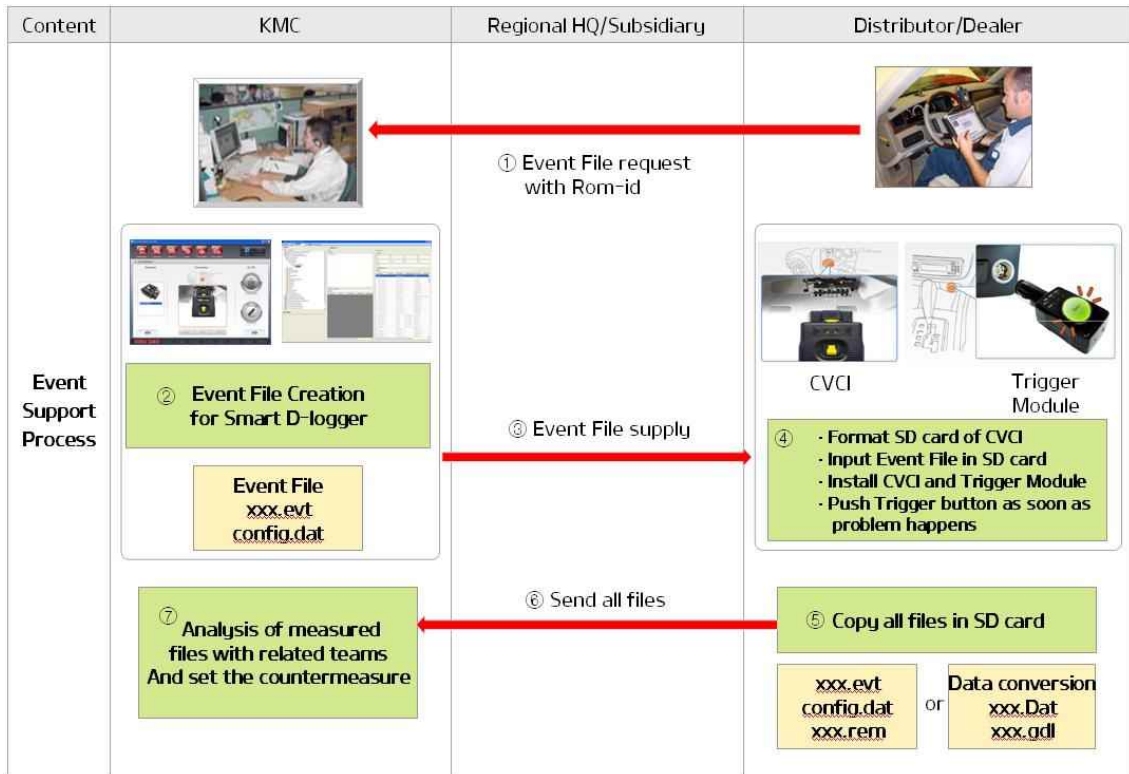 Content
KMC
Regional HQ/Subsidiary
Distributor/Dealer
Event
Support
Process
① Event File request
with Rom-id
CVCI
Trigger
Module
② Event File Creation
for Smart D-logger
Event File
xxx.evt
config.dat
③ Event File supply
④ · Format SD card of CVCI
· Input Event File in SD card
· Install CVCI and Trigger Module
· Push Trigger button as soon as
problem happens
⑤ Copy all files in SD card
xxx.evt
config.dat
xxx.rem
or
Data conversion
xxx.Dat
xxx.gdl
⑥ Send all files
⑦ Analysis of measured
files with related teams
And set the countermeasure